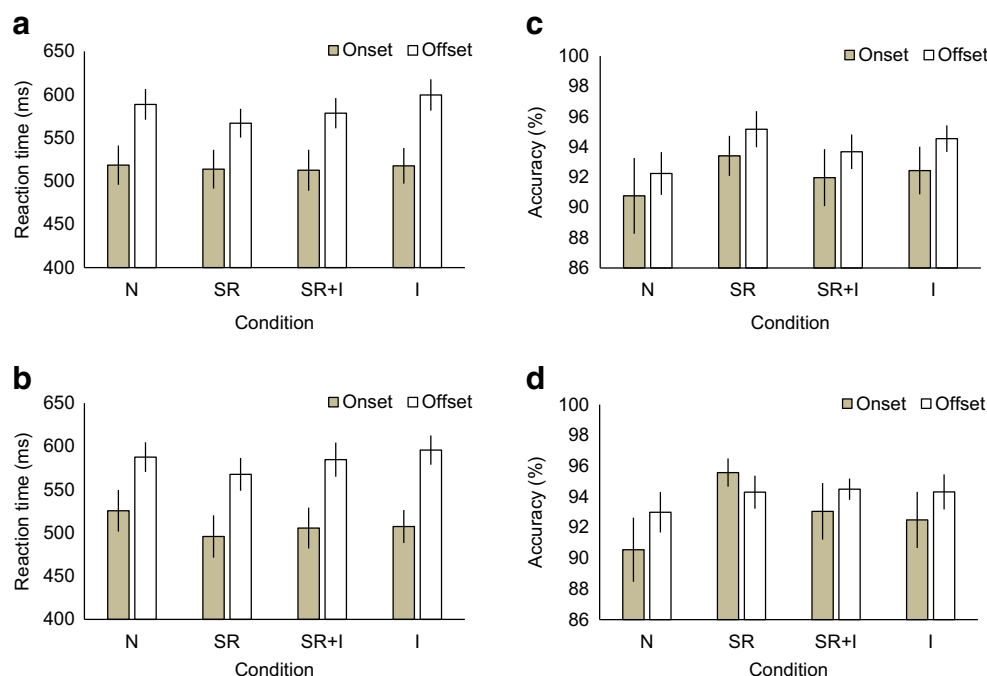 a
650
600
550
500
450
400
Reaction time (ms)
Onset Offset
N SR SR+I I
Condition
c
100
98
96
94
92
90
88
86
Accuracy (%)
Onset Offset
N SR SR+I I
Condition
b
650
600
550
500
450
400
Reaction time (ms)
Onset Offset
N SR SR+I I
Condition
d
100
98
96
94
92
90
88
86
Accuracy (%)
Onset Offset
N SR SR+I I
Condition